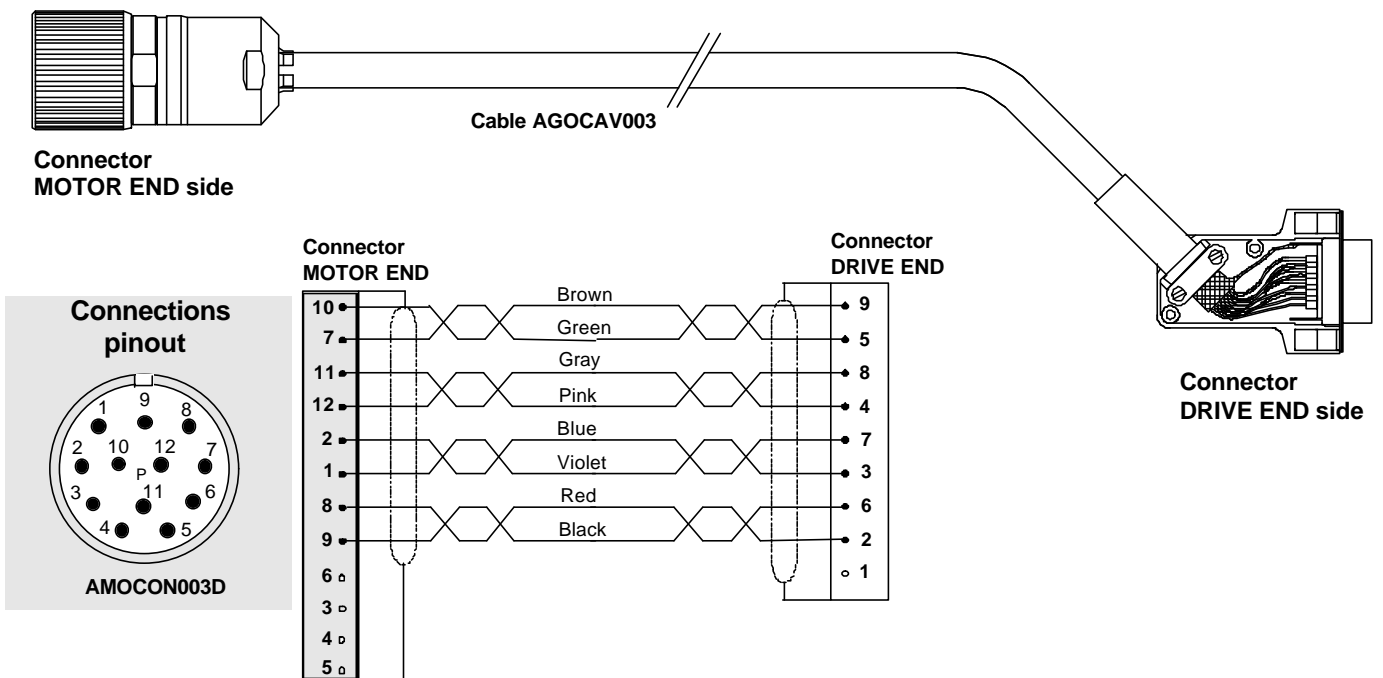 Cable AGOCAV003
Connector
MOTOR END side
Connector
DRIVE END side
Connections
pinout
1
9
8
2
10
12
7
P
3
11
6
4
5
AMOCON003D
Connector
MOTOR END
Connector
DRIVE END
10 Brown 9
7 Green 5
11 Gray 8
12 Pink 4
2 Blue 7
1 Violet 3
8 Red 6
9 Black 2
6 1
3
4
5